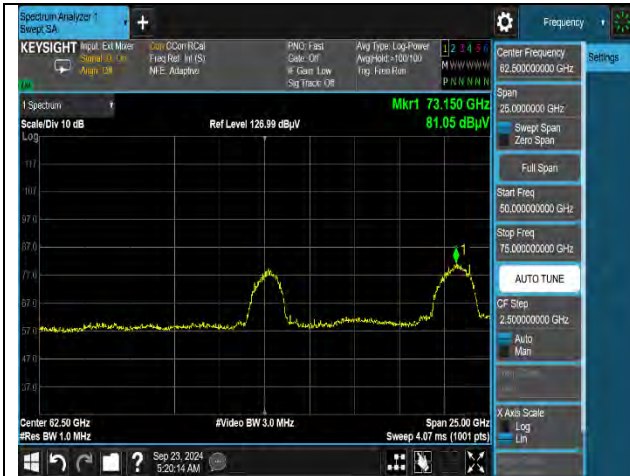 Spectrum Analyzer 1
Swept SA
+
Frequency
KEYSIGHT
Input: Ext Mixer
Signal ID: On
Align: Off
Corr CCorr RCal
Freq Ref: Int (S)
NFE: Adaptive
PNO: Fast
Gate: Off
IF Gain: Low
Sig Track: Off
Avg Type: Log-Power
Avg|Hold:>100/100
Trig: Free Run
1 2 3 4 5 6
M W W W W W
P N N N N N
Center Frequency
62.500000000 GHz
Settings
Span
25.0000000 GHz
Swept Span
Zero Span
Full Span
Start Freq
50.000000000 GHz
Stop Freq
75.000000000 GHz
AUTO TUNE
CF Step
2.500000000 GHz
Auto
Man
X Axis Scale
Log
Lin
1 Spectrum
Scale/Div 10 dB
Ref Level 126.99 dBµV
Mkr1 73.150 GHz
81.05 dBµV
Log
117
107
97.0
87.0
77.0
67.0
57.0
47.0
37.0
1
Center 62.50 GHz
#Res BW 1.0 MHz
#Video BW 3.0 MHz
Span 25.00 GHz
Sweep 4.07 ms (1001 pts)
?
Sep 23, 2024
5:20:14 AM